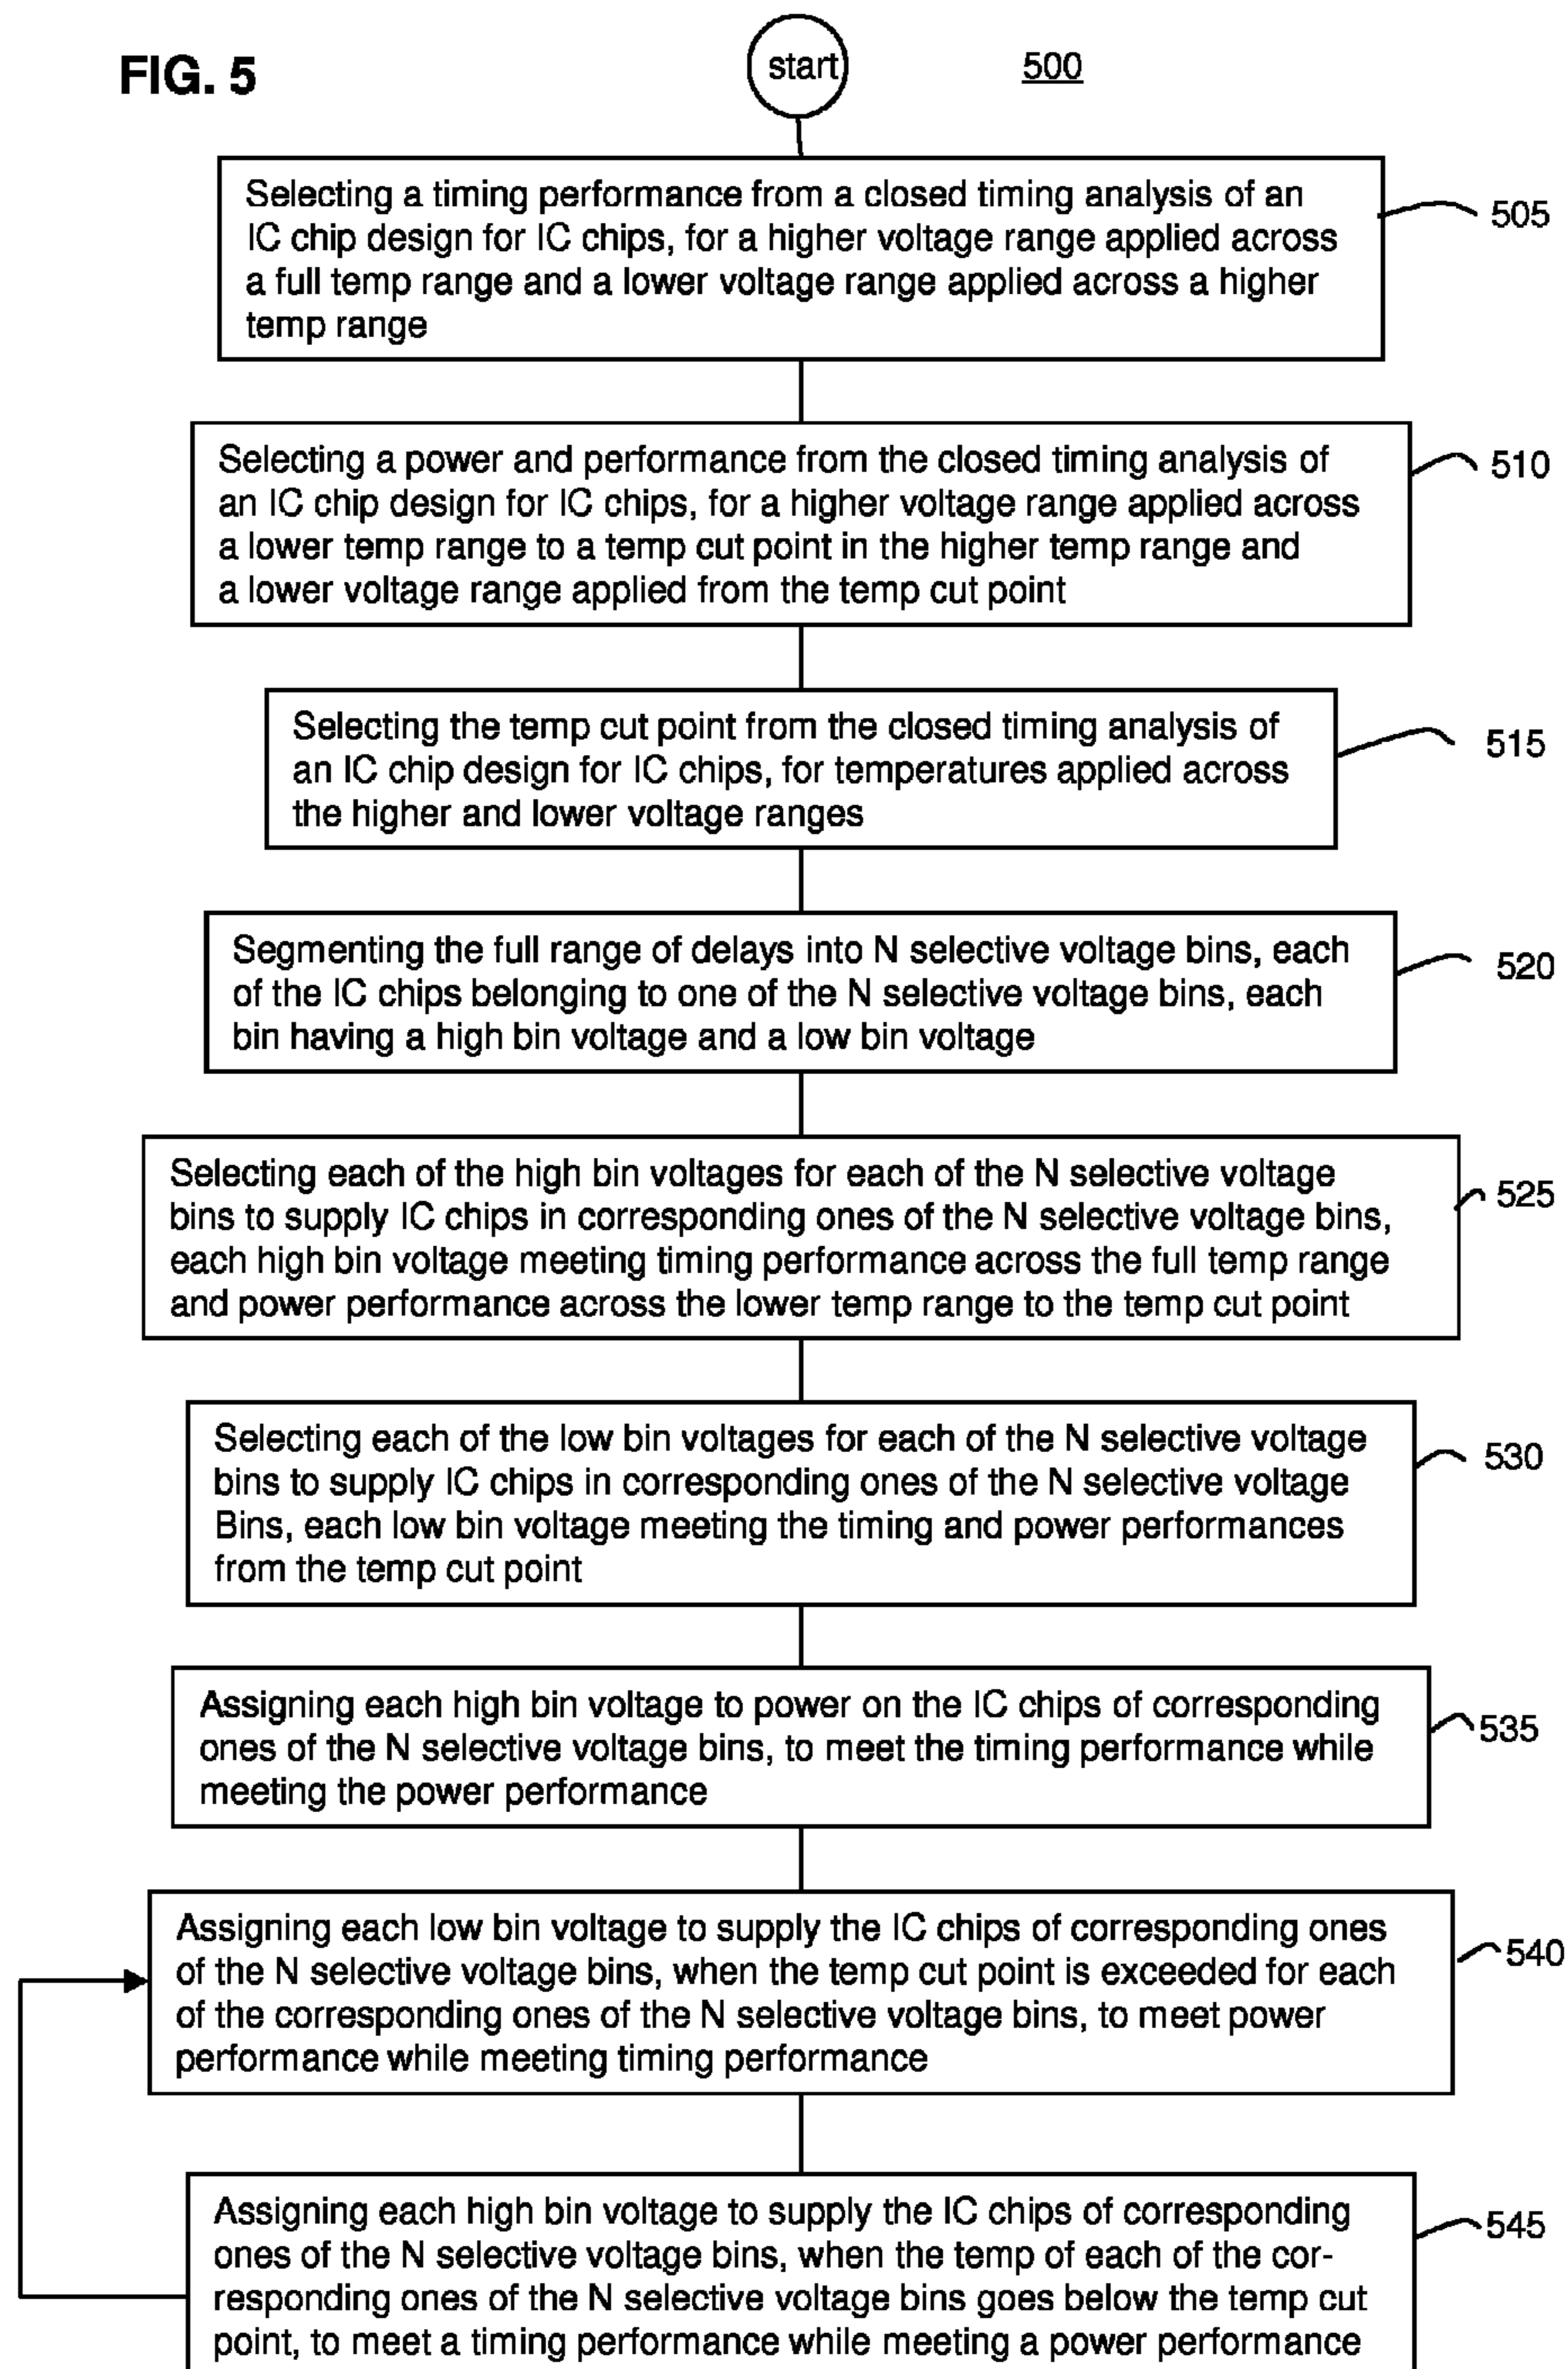 FIG. 5
start
500
Selecting a timing performance from a closed timing analysis of an
IC chip design for IC chips, for a higher voltage range applied across
a full temp range and a lower voltage range applied across a higher
temp range
505
Selecting a power and performance from the closed timing analysis of
an IC chip design for IC chips, for a higher voltage range applied across
a lower temp range to a temp cut point in the higher temp range and
a lower voltage range applied from the temp cut point
510
Selecting the temp cut point from the closed timing analysis of
an IC chip design for IC chips, for temperatures applied across
the higher and lower voltage ranges
515
Segmenting the full range of delays into N selective voltage bins, each
of the IC chips belonging to one of the N selective voltage bins, each
bin having a high bin voltage and a low bin voltage
520
Selecting each of the high bin voltages for each of the N selective voltage
bins to supply IC chips in corresponding ones of the N selective voltage bins,
each high bin voltage meeting timing performance across the full temp range
and power performance across the lower temp range to the temp cut point
525
Selecting each of the low bin voltages for each of the N selective voltage
bins to supply IC chips in corresponding ones of the N selective voltage
Bins, each low bin voltage meeting the timing and power performances
from the temp cut point
530
Assigning each high bin voltage to power on the IC chips of corresponding
ones of the N selective voltage bins, to meet the timing performance while
meeting the power performance
535
Assigning each low bin voltage to supply the IC chips of corresponding ones
of the N selective voltage bins, when the temp cut point is exceeded for each
of the corresponding ones of the N selective voltage bins, to meet power
performance while meeting timing performance
540
Assigning each high bin voltage to supply the IC chips of corresponding
ones of the N selective voltage bins, when the temp of each of the cor-
responding ones of the N selective voltage bins goes below the temp cut
point, to meet a timing performance while meeting a power performance
545